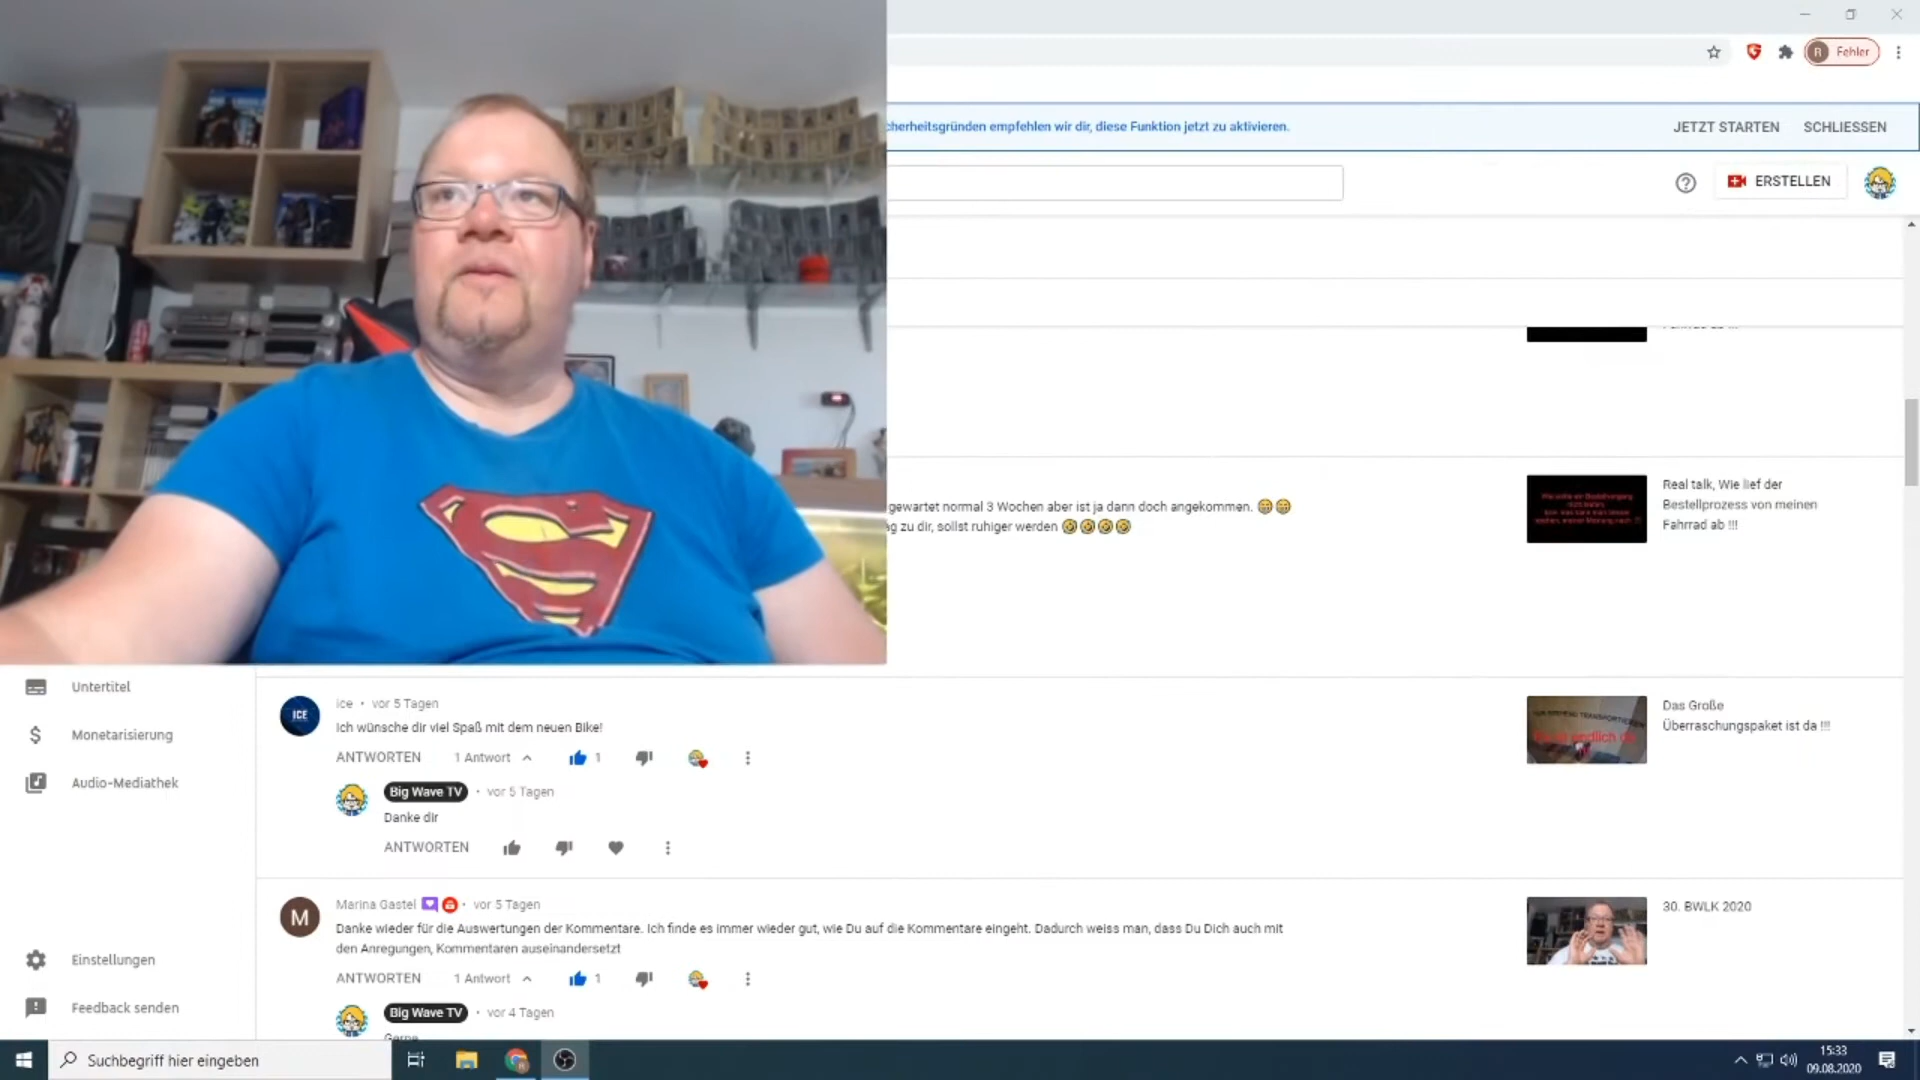 Fehler
cherheitsgründen empfehlen wir dir, diese Funktion jetzt zu aktivieren.
JETZT STARTEN
SCHLIESSEN
ERSTELLEN
gewartet normal 3 Wochen aber ist ja dann doch angekommen.
zu dir, sollst ruhiger werden
Real talk, Wie lief der
Bestellprozess von meinen
Fahrrad ab !!!
Untertitel
Monetarisierung
Audio-Mediathek
Einstellungen
Feedback senden
ICE
ice • vor 5 Tagen
Ich wünsche dir viel Spaß mit dem neuen Bike!
ANTWORTEN 1 Antwort 1
Big Wave TV • vor 5 Tagen
Danke dir
ANTWORTEN
Das Große
Überraschungspaket ist da !!!
M
Marina Gastel • vor 5 Tagen
Danke wieder für die Auswertungen der Kommentare. Ich finde es immer wieder gut, wie Du auf die Kommentare eingeht. Dadurch weiss man, dass Du Dich auch mit
den Anregungen, Kommentaren auseinandersetzt
ANTWORTEN 1 Antwort 1
Big Wave TV • vor 4 Tagen
Gerne
30. BWLK 2020
Suchbegriff hier eingeben
15:33
09.08.2020